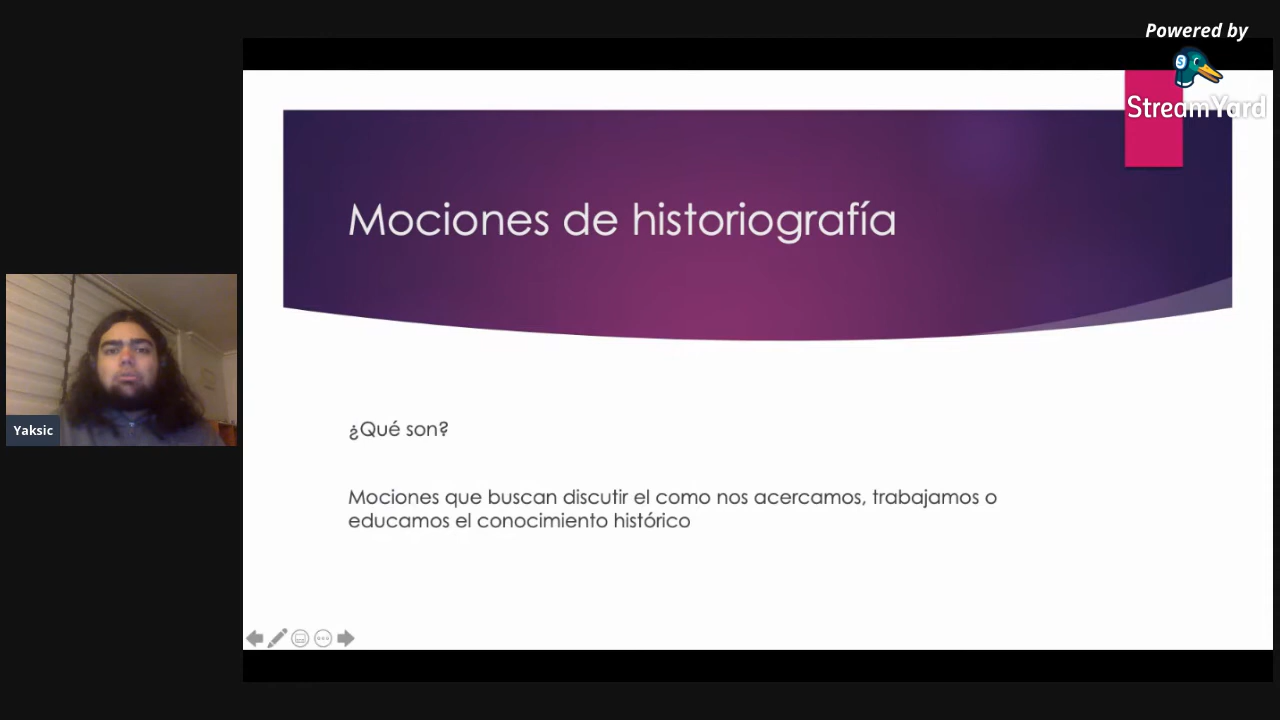 Powered by
StreamYard
Mociones de historiografía
¿Qué son?
Mociones que buscan discutir el como nos acercamos, trabajamos o
educamos el conocimiento histórico
Yaksic